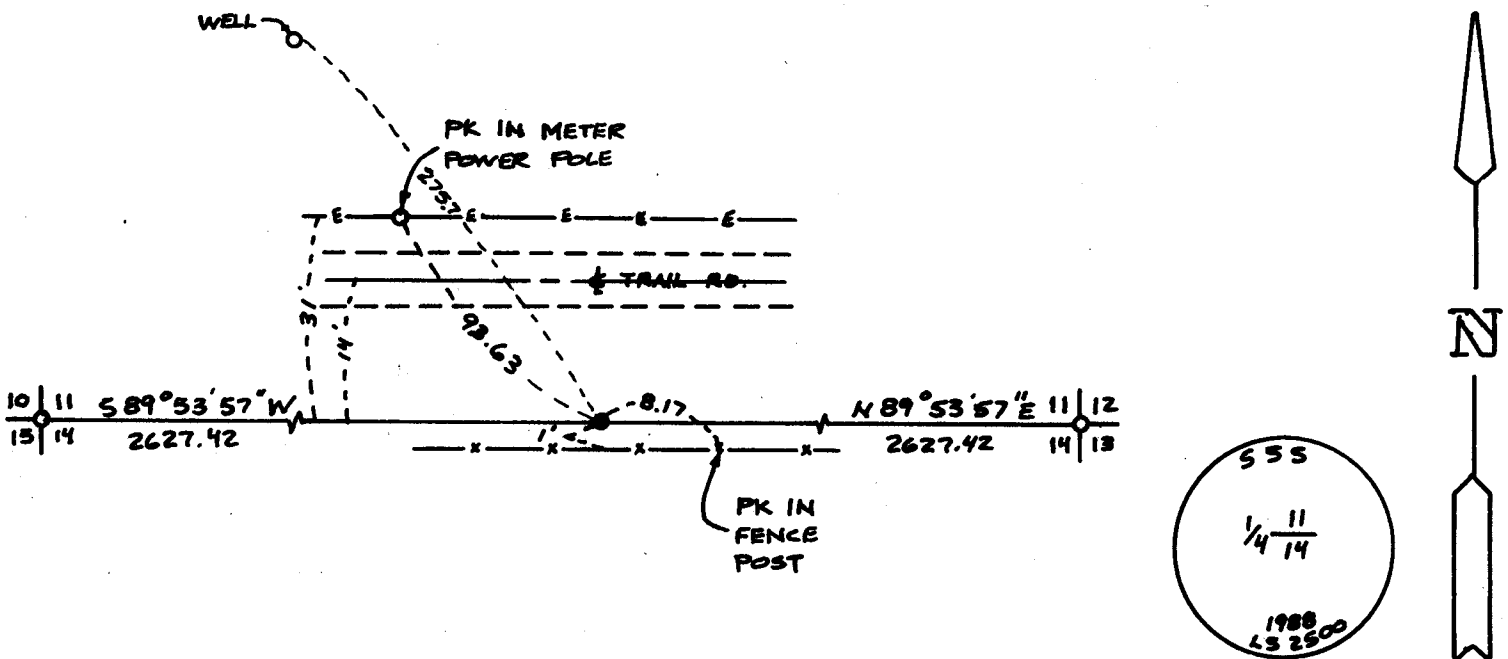 WELL
PK IN METER
POWER POLE
275.7
E E E E E
℄ TRAIL RD.
31'
14'
98.63
10 11
15 14
S 89°53'57" W
2627.42
8.17
1'
x x x x x
N 89°53'57" E
2627.42
11 12
14 13
PK IN
FENCE
POST
N
S 5 S
1/4 11
14
1988
LS 2500